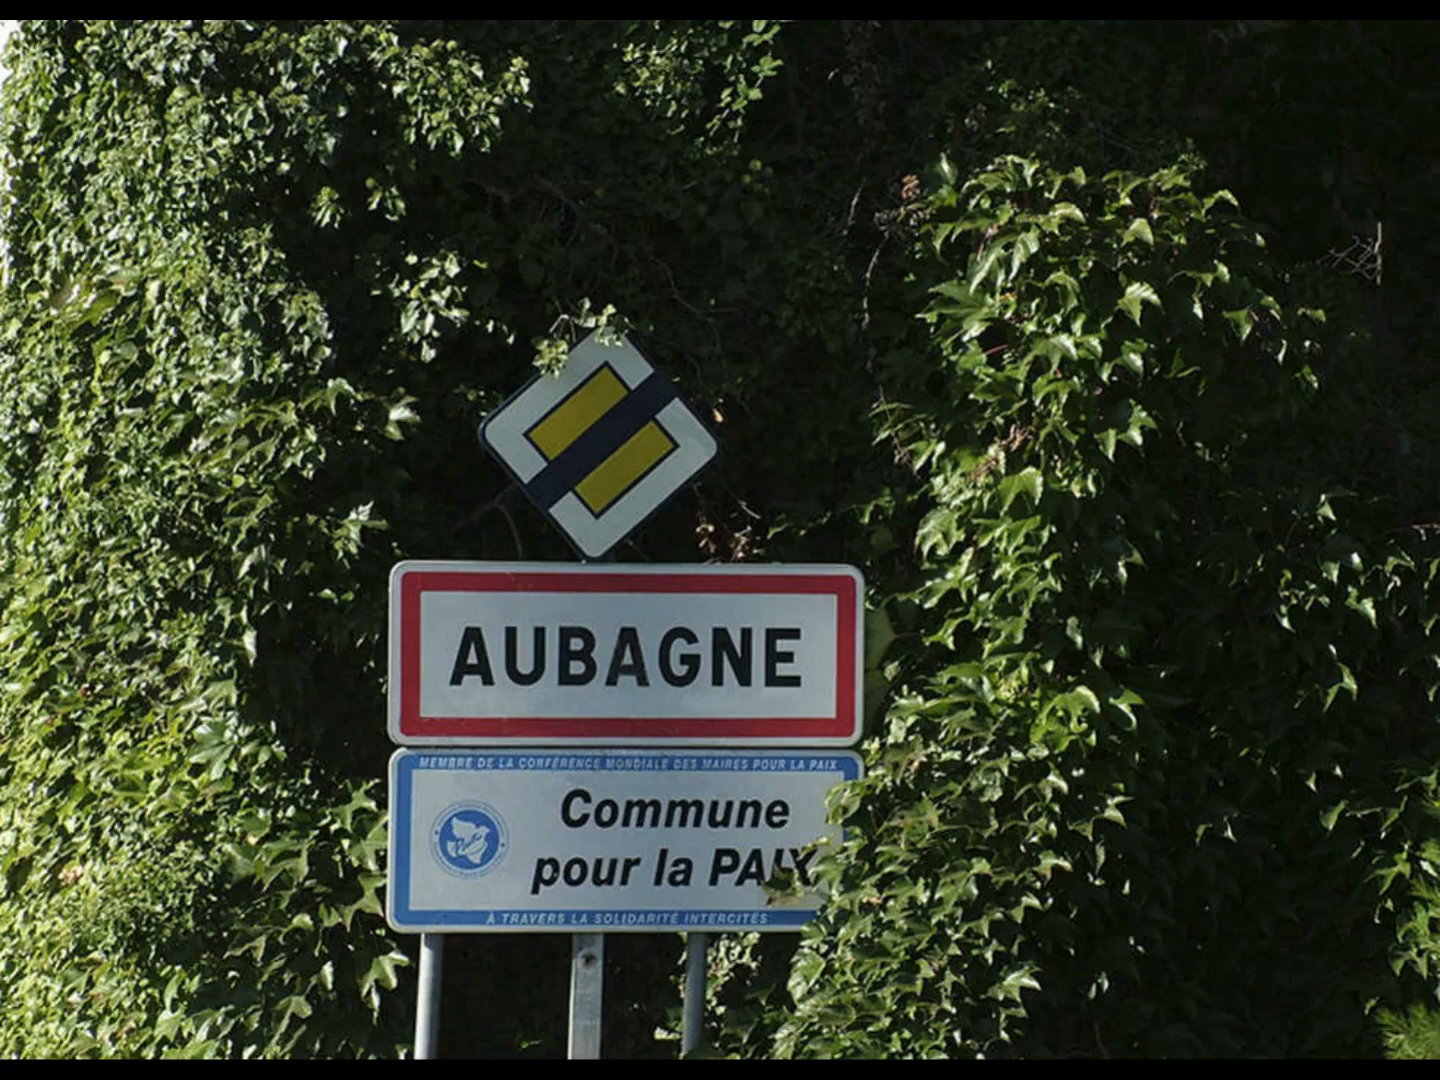 AUBAGNE
MEMBRE DE LA CONFÉRENCE MONDIALE DES MAIRES POUR LA PAIX
Commune
pour la PAIX
À TRAVERS LA SOLIDARITÉ INTERCITÉS